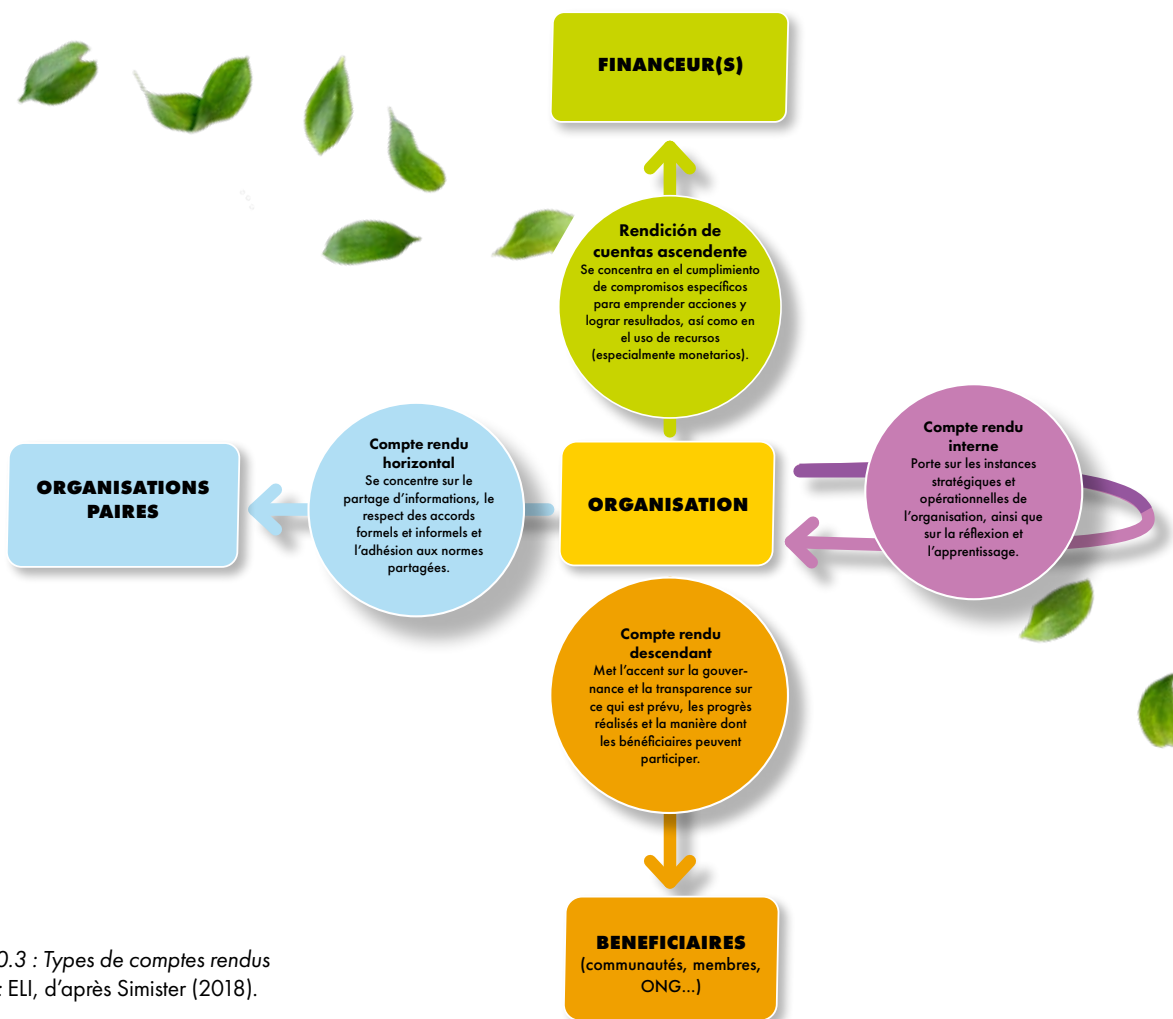 FINANCEUR(S)
Rendición de
cuentas ascendente
Se concentra en el cumplimiento
de compromisos específicos
para emprender acciones y
lograr resultados, así como en
el uso de recursos
(especialmente monetarios).
ORGANISATIONS
PAIRES
Compte rendu
horizontal
Se concentre sur le
partage d’informations, le
respect des accords
formels et informels et
l’adhésion aux normes
partagées.
ORGANISATION
Compte rendu
interne
Porte sur les instances
stratégiques et
opérationnelles de
l’organisation, ainsi que
sur la réflexion et
l’apprentissage.
Compte rendu
descendant
Met l’accent sur la gouver-
nance et la transparence sur
ce qui est prévu, les progrès
réalisés et la manière dont
les bénéficiaires peuvent
participer.
BENEFICIAIRES
(communautés, membres,
ONG...)
0.3 : Types de comptes rendus
: ELI, d’après Simister (2018).